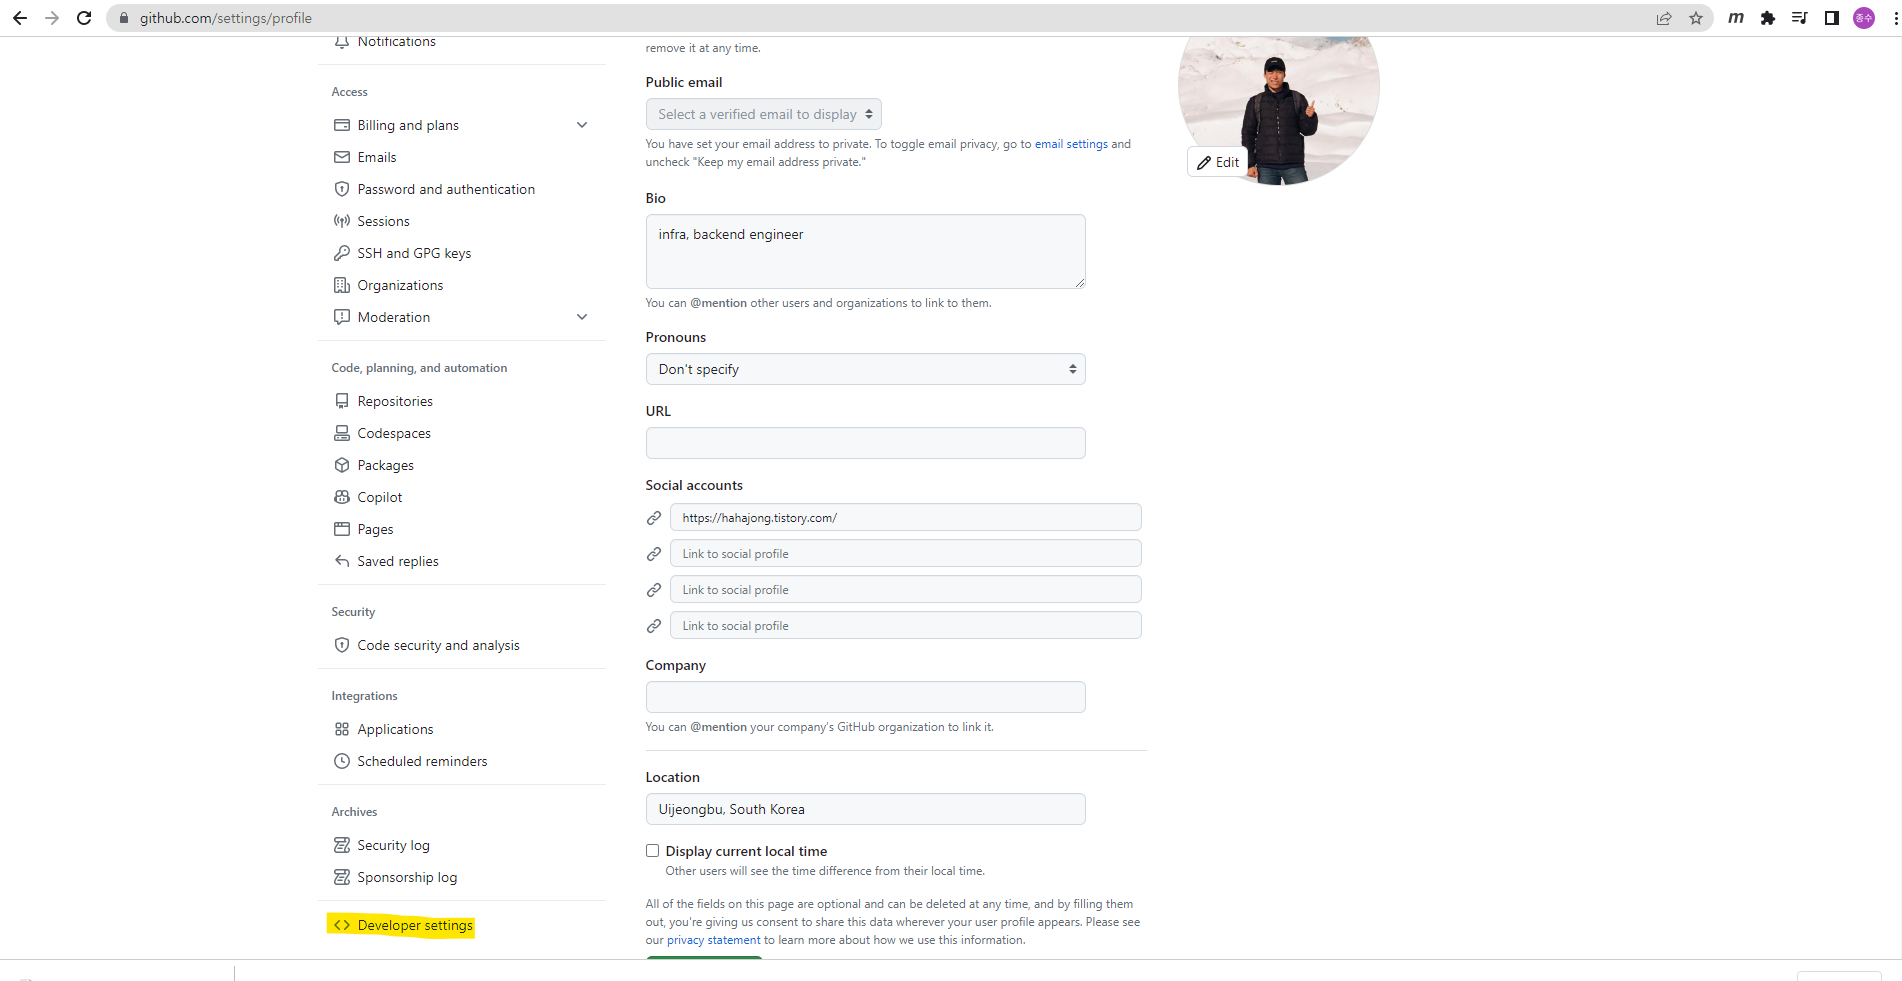 github.com/settings/profile
m
종수
Notifications
Access
Billing and plans
Emails
Password and authentication
Sessions
SSH and GPG keys
Organizations
Moderation
Code, planning, and automation
Repositories
Codespaces
Packages
Copilot
Pages
Saved replies
Security
Code security and analysis
Integrations
Applications
Scheduled reminders
Archives
Security log
Sponsorship log
Developer settings
remove it at any time.
Public email
Select a verified email to display
You have set your email address to private. To toggle email privacy, go to email settings and
uncheck "Keep my email address private."
Bio
infra, backend engineer
You can @mention other users and organizations to link to them.
Pronouns
Don't specify
URL
Social accounts
https://hahajong.tistory.com/
Link to social profile
Link to social profile
Link to social profile
Company
You can @mention your company's GitHub organization to link it.
Location
Uijeongbu, South Korea
Display current local time
Other users will see the time difference from their local time.
All of the fields on this page are optional and can be deleted at any time, and by filling them
out, you're giving us consent to share this data wherever your user profile appears. Please see
our privacy statement to learn more about how we use this information.
Edit